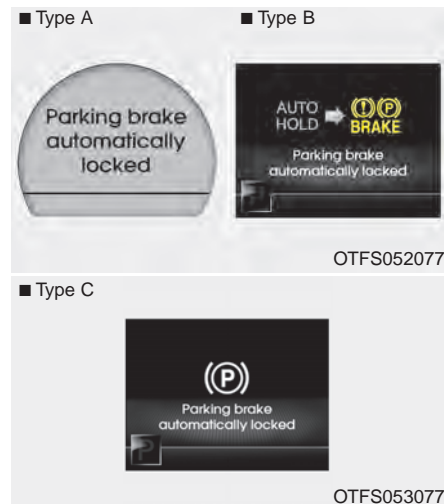 ■ Type A
■ Type B
Parking brake
automatically
locked
AUTO
HOLD
BRAKE
(P)
Parking brake
automatically locked
P
OTFS052077
■ Type C
(P)
Parking brake
automatically locked
P
OTFS053077